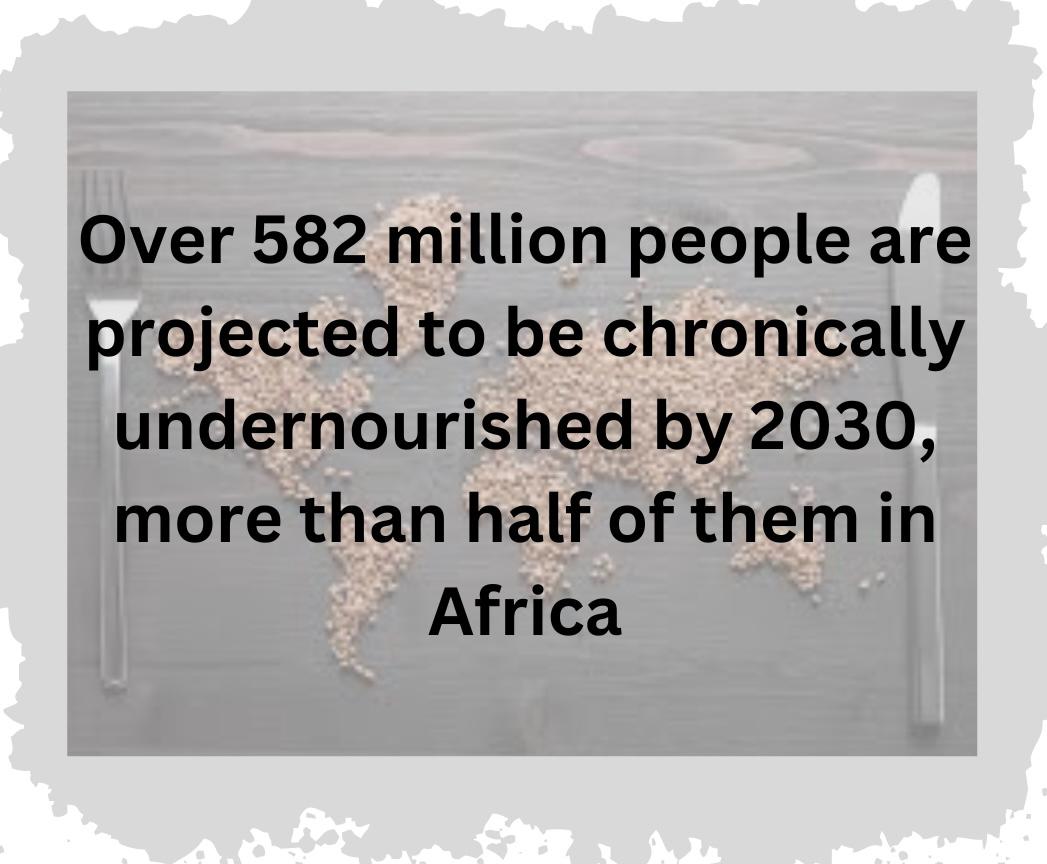 Over 582 million people are
projected to be chronically
undernourished by 2030,
more than half of them in
Africa